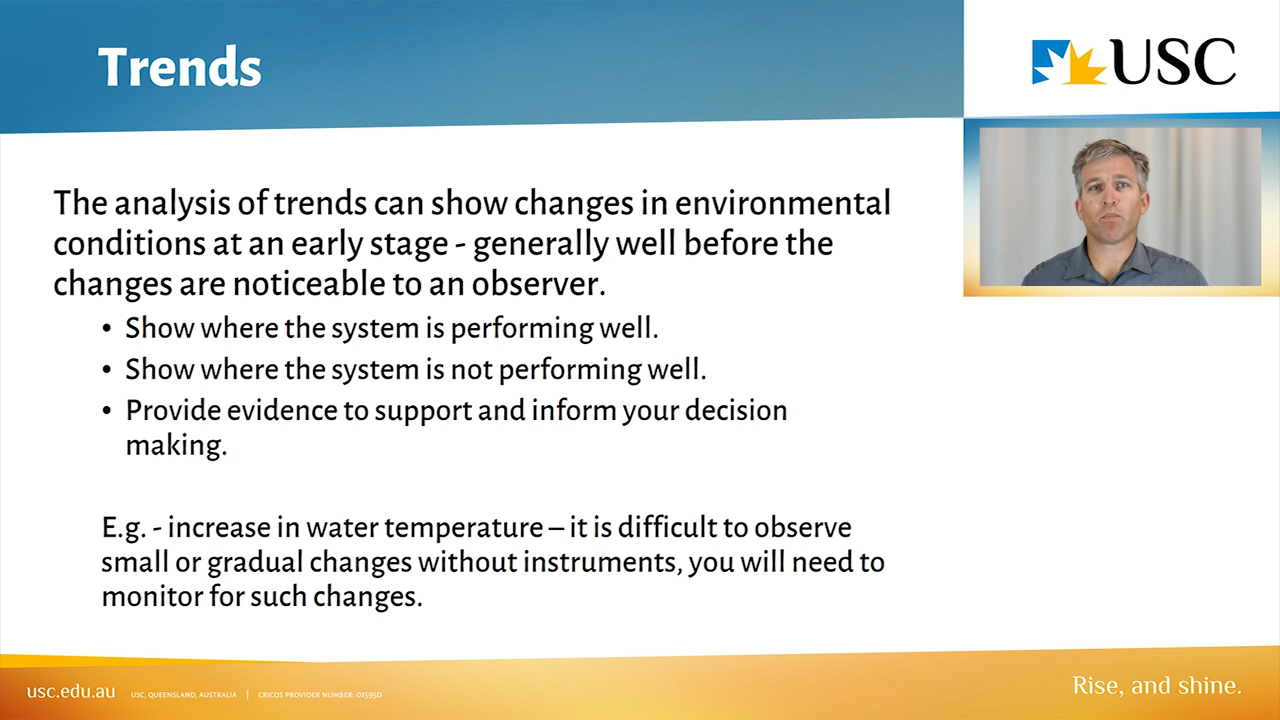 Trends
USC
The analysis of trends can show changes in environmental
conditions at an early stage - generally well before the
changes are noticeable to an observer.
• Show where the system is performing well.
• Show where the system is not performing well.
• Provide evidence to support and inform your decision
making.
E.g. - increase in water temperature – it is difficult to observe
small or gradual changes without instruments, you will need to
monitor for such changes.
usc.edu.au USC, QUEENSLAND, AUSTRALIA | CRICOS PROVIDER NUMBER: 01595D
Rise, and shine.